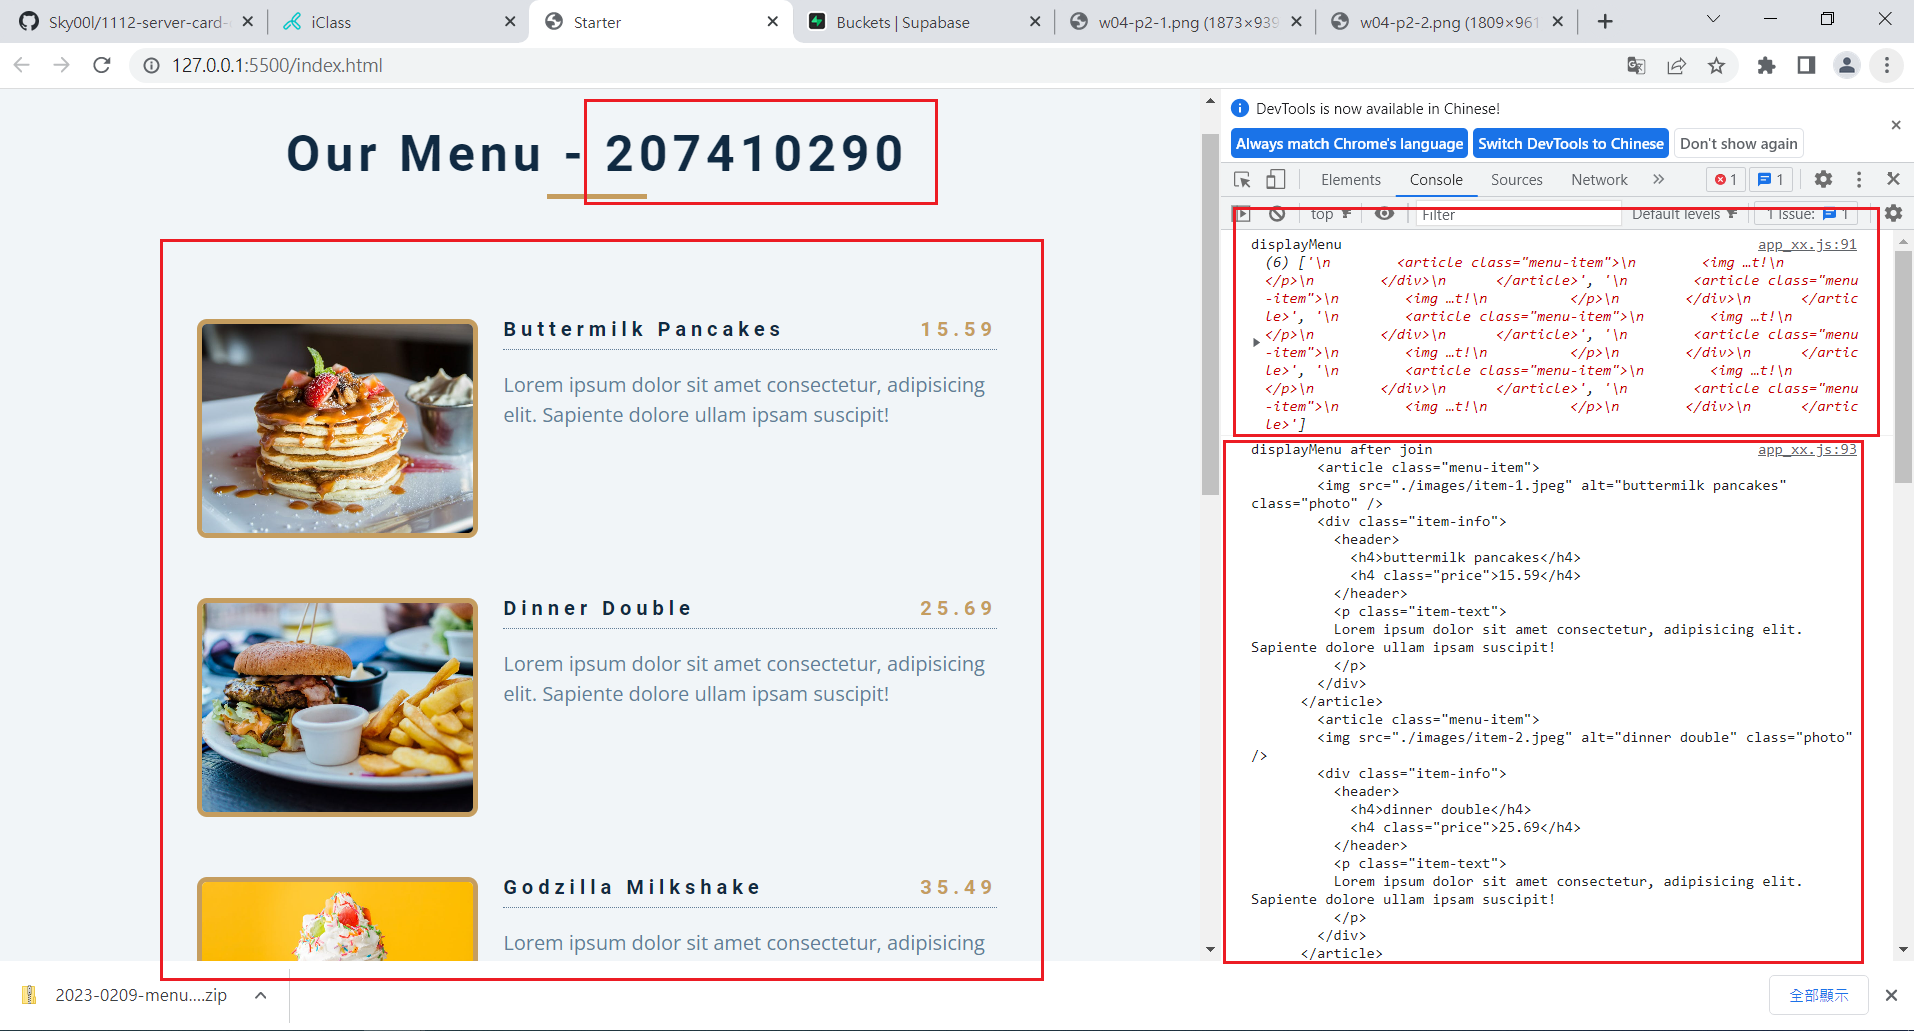 Sky00l/1112-server-card-
iClass
Starter
Buckets | Supabase
w04-p2-1.png (1873×939
w04-p2-2.png (1809×961
127.0.0.1:5500/index.html
Our Menu - 207410290
Buttermilk Pancakes 15.59
Lorem ipsum dolor sit amet consectetur, adipisicing
elit. Sapiente dolore ullam ipsam suscipit!
Dinner Double 25.69
Lorem ipsum dolor sit amet consectetur, adipisicing
elit. Sapiente dolore ullam ipsam suscipit!
Godzilla Milkshake 35.49
Lorem ipsum dolor sit amet consectetur, adipisicing
DevTools is now available in Chinese!
Always match Chrome's language Switch DevTools to Chinese Don't show again
Elements Console Sources Network » 1 1
top Filter Default levels 1 Issue: 1
displayMenu app_xx.js:91
(6) ['\n        <article class="menu-item">\n        <img …t!\n
</p>\n        </div>\n      </article>', '\n        <article class="menu
-item">\n        <img …t!\n        </p>\n        </div>\n      </artic
le>', '\n        <article class="menu-item">\n        <img …t!\n
</p>\n        </div>\n      </article>', '\n        <article class="menu
-item">\n        <img …t!\n        </p>\n        </div>\n      </artic
le>', '\n        <article class="menu-item">\n        <img …t!\n
</p>\n        </div>\n      </article>', '\n        <article class="menu
-item">\n        <img …t!\n        </p>\n        </div>\n      </artic
le>']
displayMenu after join app_xx.js:93
<article class="menu-item">
<img src="./images/item-1.jpeg" alt="buttermilk pancakes"
class="photo" />
<div class="item-info">
<header>
<h4>buttermilk pancakes</h4>
<h4 class="price">15.59</h4>
</header>
<p class="item-text">
Lorem ipsum dolor sit amet consectetur, adipisicing elit.
Sapiente dolore ullam ipsam suscipit!
</p>
</div>
</article>
<article class="menu-item">
<img src="./images/item-2.jpeg" alt="dinner double" class="photo"
/>
<div class="item-info">
<header>
<h4>dinner double</h4>
<h4 class="price">25.69</h4>
</header>
<p class="item-text">
Lorem ipsum dolor sit amet consectetur, adipisicing elit.
Sapiente dolore ullam ipsam suscipit!
</p>
</div>
</article>
2023-0209-menu....zip
全部顯示